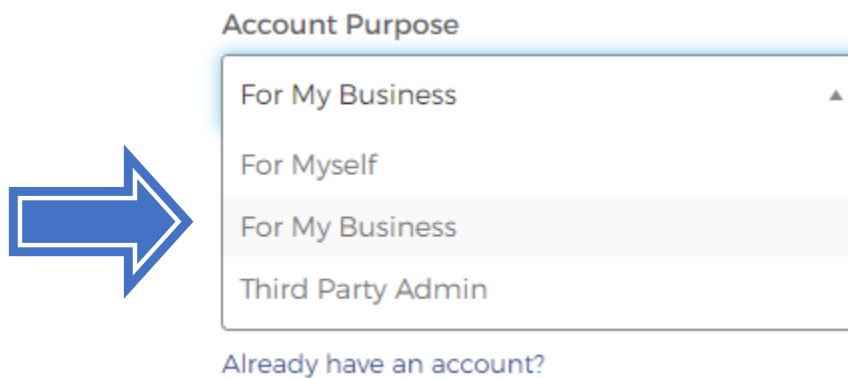 Account Purpose
For My Business
For Myself
For My Business
Third Party Admin
Already have an account?